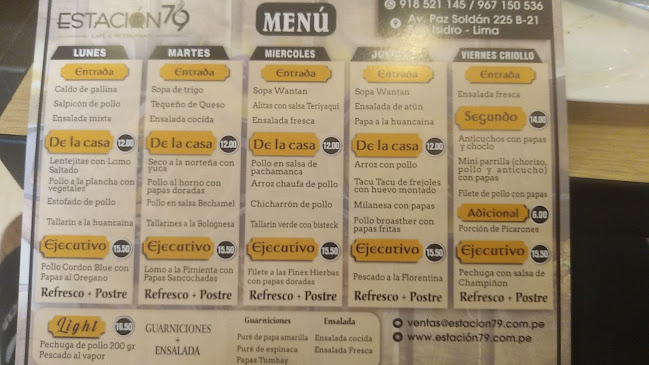 ESTACIÓN 79
CAFÉ & RESTAURANTE
MENÚ
918 521 145 / 967 150 536
Av. Paz Soldán 225 B-21
San Isidro - Lima
LUNES
Entrada
Caldo de gallina
Salpicón de pollo
Ensalada mixta
De la casa 12.00
Lentejitas con Lomo
Saltado
Pollo a la plancha con
vegetales
Estofado de pollo
Tallarin a la huancaina
Ejecutivo 15.50
Pollo Cordon Blue con
Papas al Oregano
Refresco + Postre
MARTES
Entrada
Sopa de trigo
Tequeño de Queso
Ensalada cocida
De la casa 12.00
Seco a la norteña con
yuca
Pollo al horno con
papas doradas
Pollo en salsa Bechamel
Tallarines a la Bolognesa
Ejecutivo 15.50
Lomo a la Pimienta con
Papas Sancochadas
Refresco + Postre
MIERCOLES
Entrada
Sopa Wantan
Alitas con salsa Teriyaqui
Ensalada fresca
De la casa 12.00
Pollo en salsa de
pachamanca
Arroz chaufa de pollo
Chicharrón de pollo
Tallarin verde con bisteck
Ejecutivo 15.50
Filete a las Fines Hierbas
con papas doradas
Refresco + Postre
Entrada
Sopa Wantan
Ensalada de atún
Papa a la huancaina
De la casa 12.00
Arroz con pollo
Tacu Tacu de frejoles
con huevo montado
Milanesa con papas
Pollo broasther con
papas fritas
Ejecutivo 15.50
Pescado a la Florentina
Refresco + Postre
VIERNES CRIOLLO
Entrada
Ensalada fresca
Segundo 14.00
Anticuchos con papas
y choclo
Mini parrilla (chorizo,
pollo y anticucho) con
papas
Filete de pollo con papas
Adicional 6.00
Porción de Picarones
Ejecutivo 15.50
Pechuga con salsa de
Champiñon
Refresco + Postre
Light 16.50
Pechuga de pollo 200 gr
Pescado al vapor
GUARNICIONES
+
ENSALADA
Guarniciones
Puré de papa amarilla
Puré de espinaca
Papas Tumbay
Ensalada
Ensalada cocida
Ensalada Fresca
ventas@estacion79.com.pe
www.estación79.com.pe